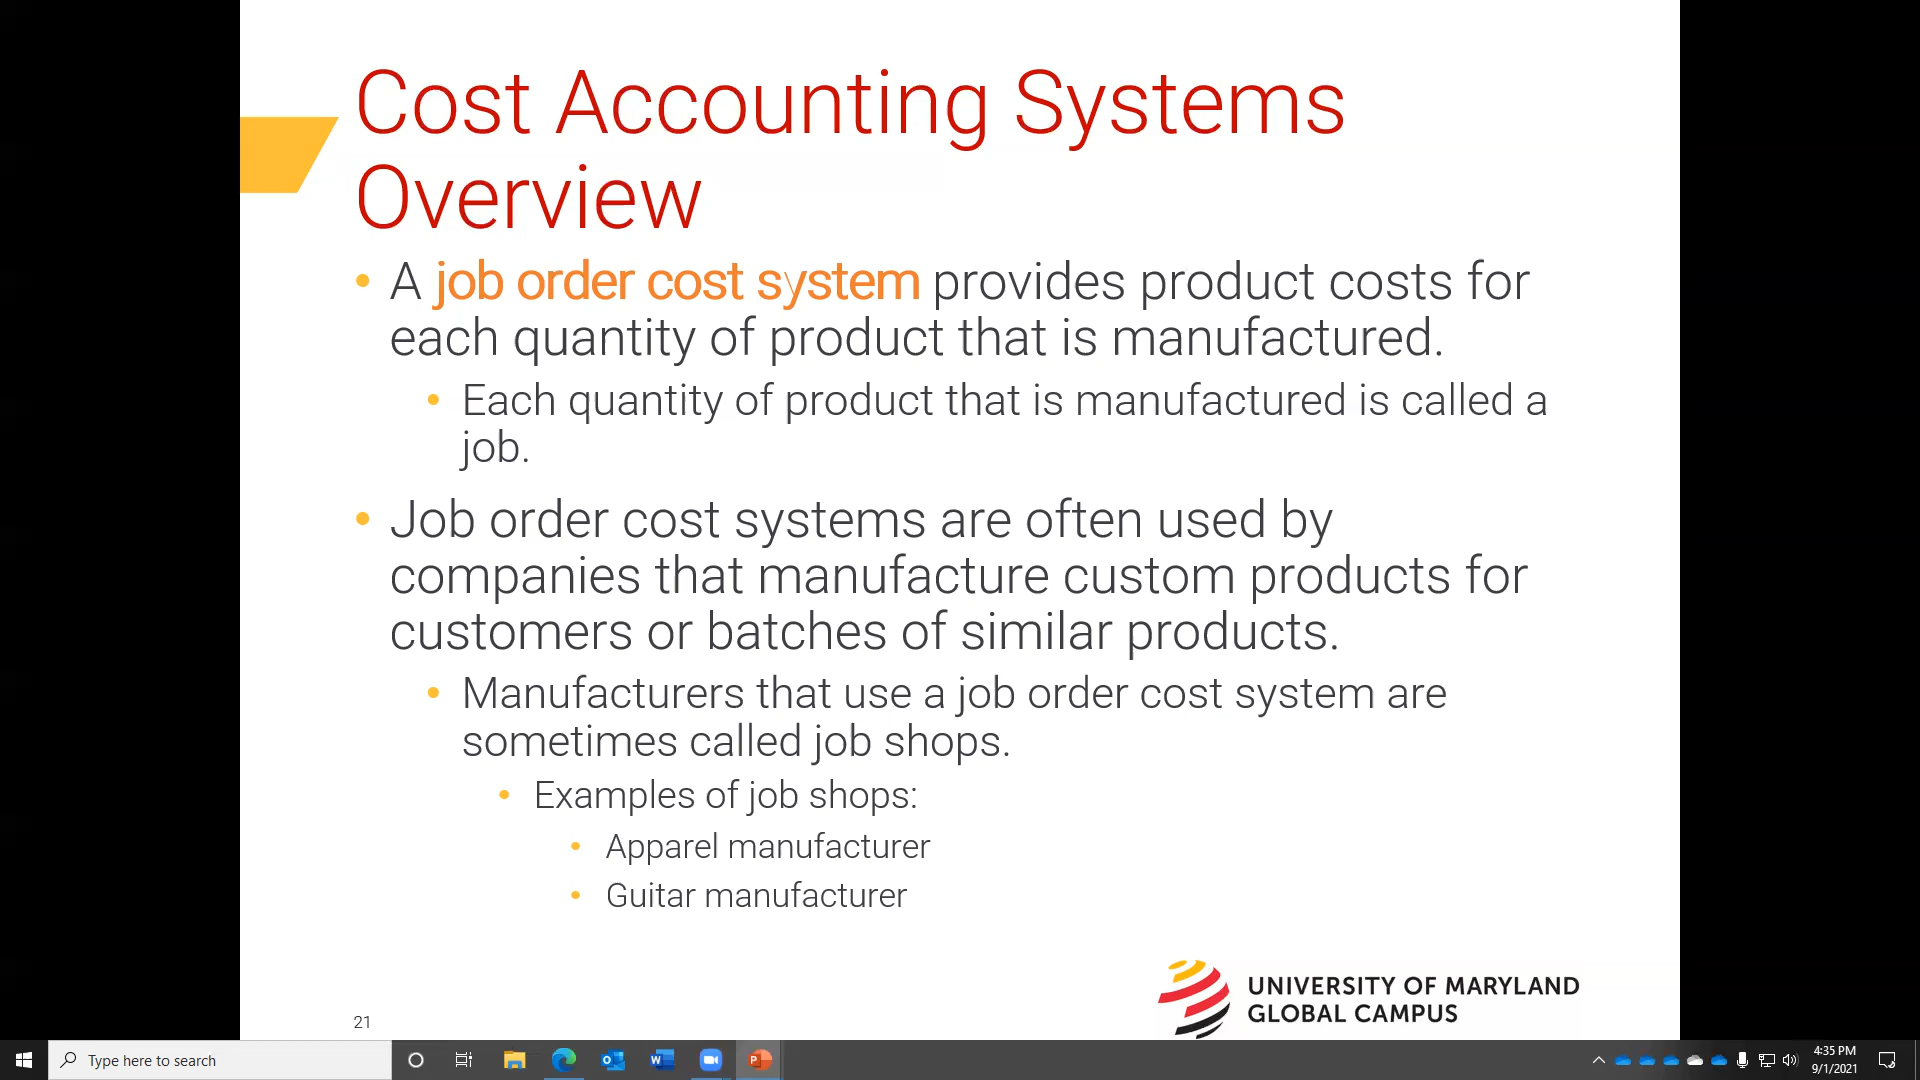 Cost Accounting Systems
Overview
• A job order cost system provides product costs for
each quantity of product that is manufactured.
• Each quantity of product that is manufactured is called a
job.
• Job order cost systems are often used by
companies that manufacture custom products for
customers or batches of similar products.
• Manufacturers that use a job order cost system are
sometimes called job shops.
• Examples of job shops:
• Apparel manufacturer
• Guitar manufacturer
UNIVERSITY OF MARYLAND
GLOBAL CAMPUS
21
Type here to search
4:35 PM
9/1/2021